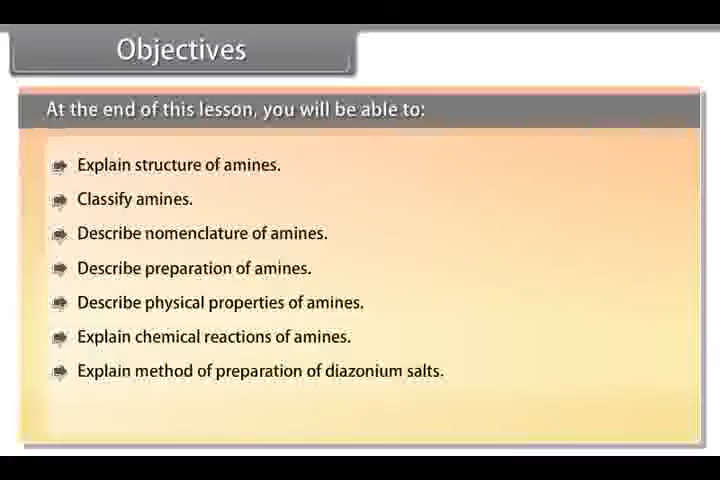 Objectives
At the end of this lesson, you will be able to:
Explain structure of amines.
Classify amines.
Describe nomenclature of amines.
Describe preparation of amines.
Describe physical properties of amines.
Explain chemical reactions of amines.
Explain method of preparation of diazonium salts.